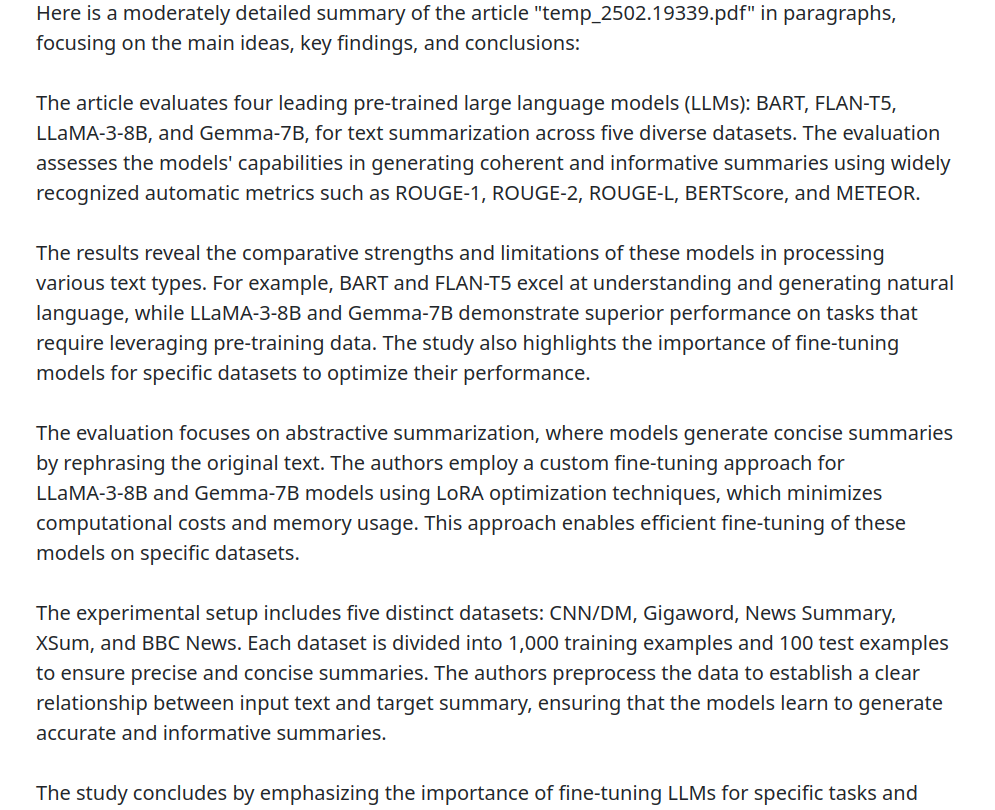 Here is a moderately detailed summary of the article "temp_2502.19339.pdf" in paragraphs,
focusing on the main ideas, key findings, and conclusions:
The article evaluates four leading pre-trained large language models (LLMs): BART, FLAN-T5,
LLaMA-3-8B, and Gemma-7B, for text summarization across five diverse datasets. The evaluation
assesses the models' capabilities in generating coherent and informative summaries using widely
recognized automatic metrics such as ROUGE-1, ROUGE-2, ROUGE-L, BERTScore, and METEOR.
The results reveal the comparative strengths and limitations of these models in processing
various text types. For example, BART and FLAN-T5 excel at understanding and generating natural
language, while LLaMA-3-8B and Gemma-7B demonstrate superior performance on tasks that
require leveraging pre-training data. The study also highlights the importance of fine-tuning
models for specific datasets to optimize their performance.
The evaluation focuses on abstractive summarization, where models generate concise summaries
by rephrasing the original text. The authors employ a custom fine-tuning approach for
LLaMA-3-8B and Gemma-7B models using LoRA optimization techniques, which minimizes
computational costs and memory usage. This approach enables efficient fine-tuning of these
models on specific datasets.
The experimental setup includes five distinct datasets: CNN/DM, Gigaword, News Summary,
XSum, and BBC News. Each dataset is divided into 1,000 training examples and 100 test examples
to ensure precise and concise summaries. The authors preprocess the data to establish a clear
relationship between input text and target summary, ensuring that the models learn to generate
accurate and informative summaries.
The study concludes by emphasizing the importance of fine-tuning LLMs for specific tasks and